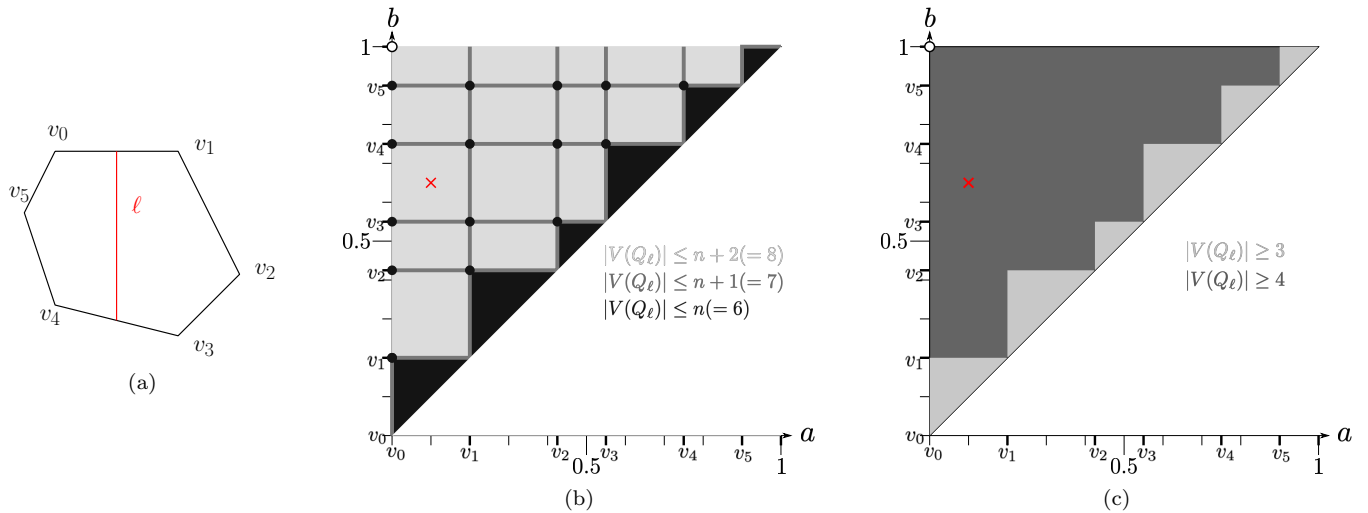 v₀
v₁
v₅
ℓ
v₂
v₄
v₃
(a)
b
1
v₅
v₄
v₃
0.5
v₂
v₁
v₀
v₀ v₁ v₂ v₃ v₄ v₅
0.5 1
a
|V(Qℓ)| ≤ n + 2(= 8)
|V(Qℓ)| ≤ n + 1(= 7)
|V(Qℓ)| ≤ n(= 6)
(b)
b
1
v₅
v₄
v₃
0.5
v₂
v₁
v₀
v₀ v₁ v₂ v₃ v₄ v₅
0.5 1
a
|V(Qℓ)| ≥ 3
|V(Qℓ)| ≥ 4
(c)